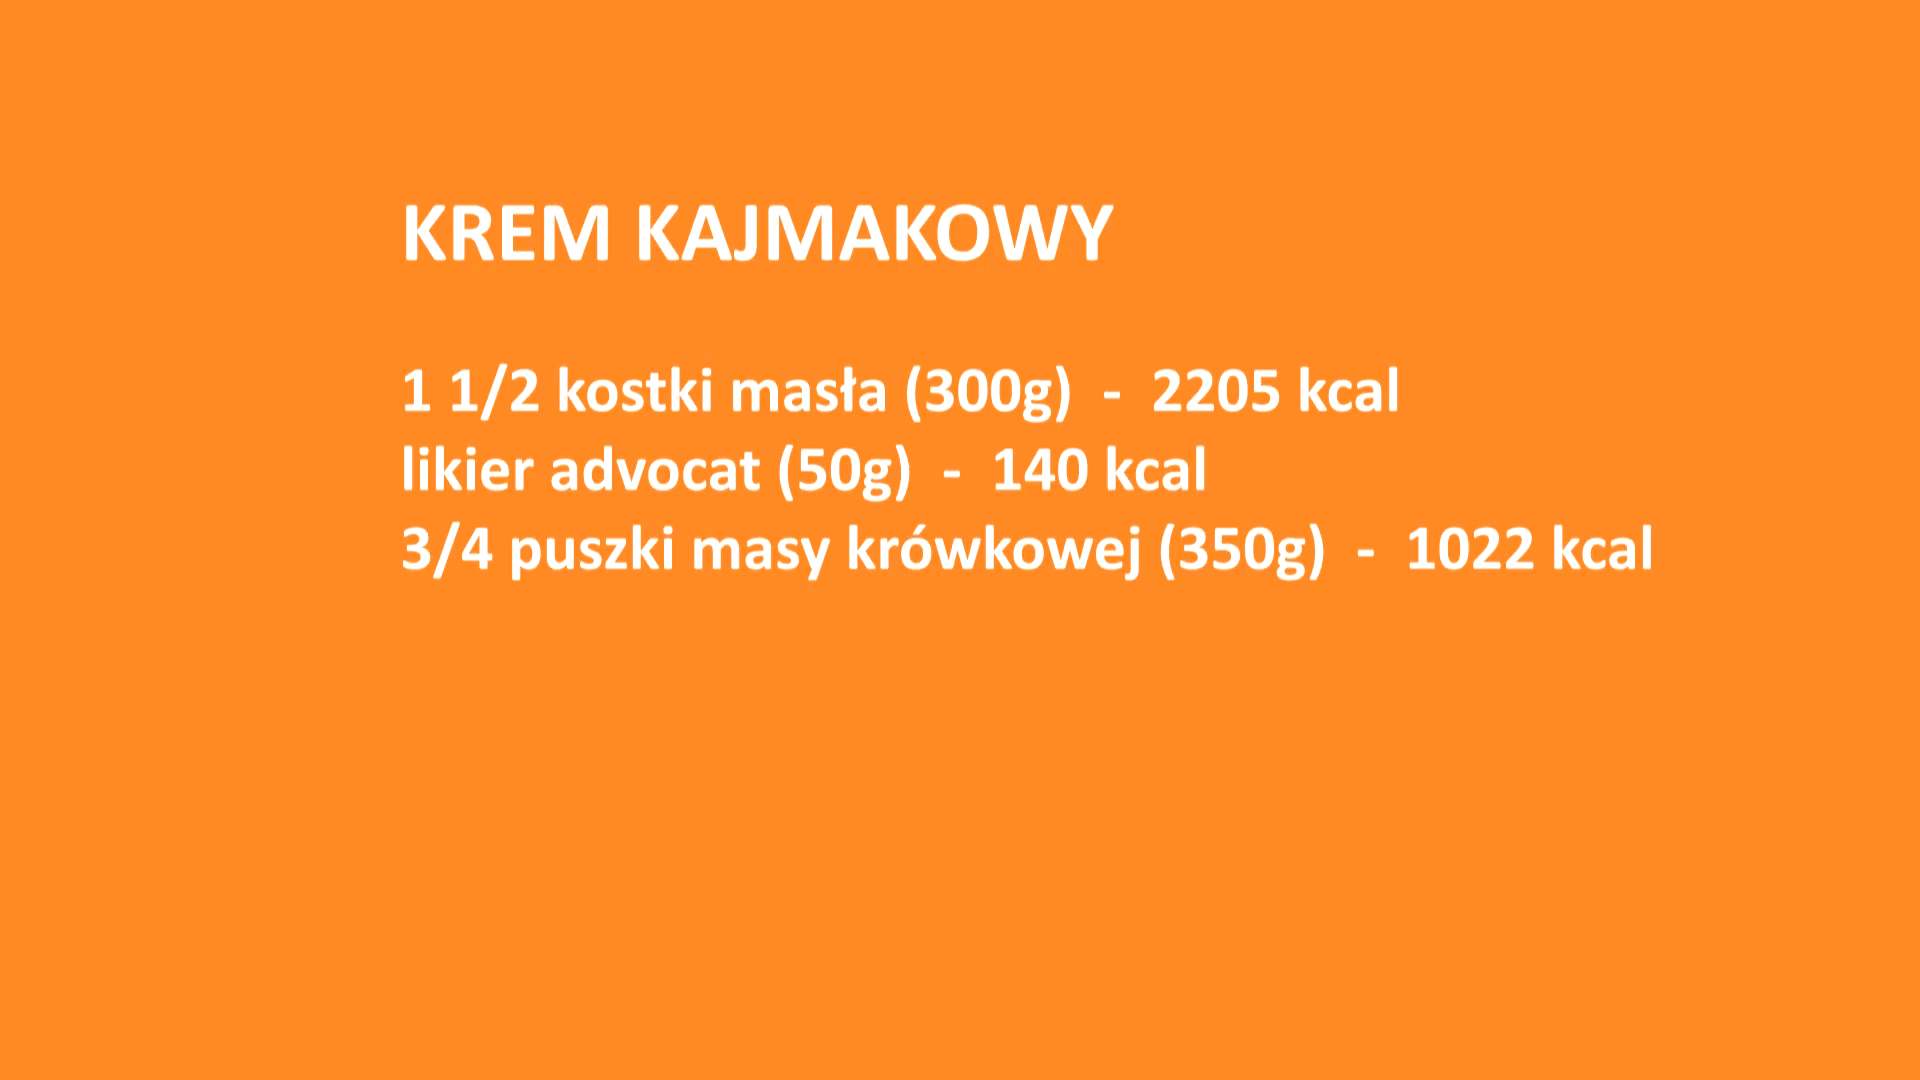 KREM KAJMAKOWY
1 1/2 kostki masła (300g) - 2205 kcal
likier advocat (50g) - 140 kcal
3/4 puszki masy krówkowej (350g) - 1022 kcal